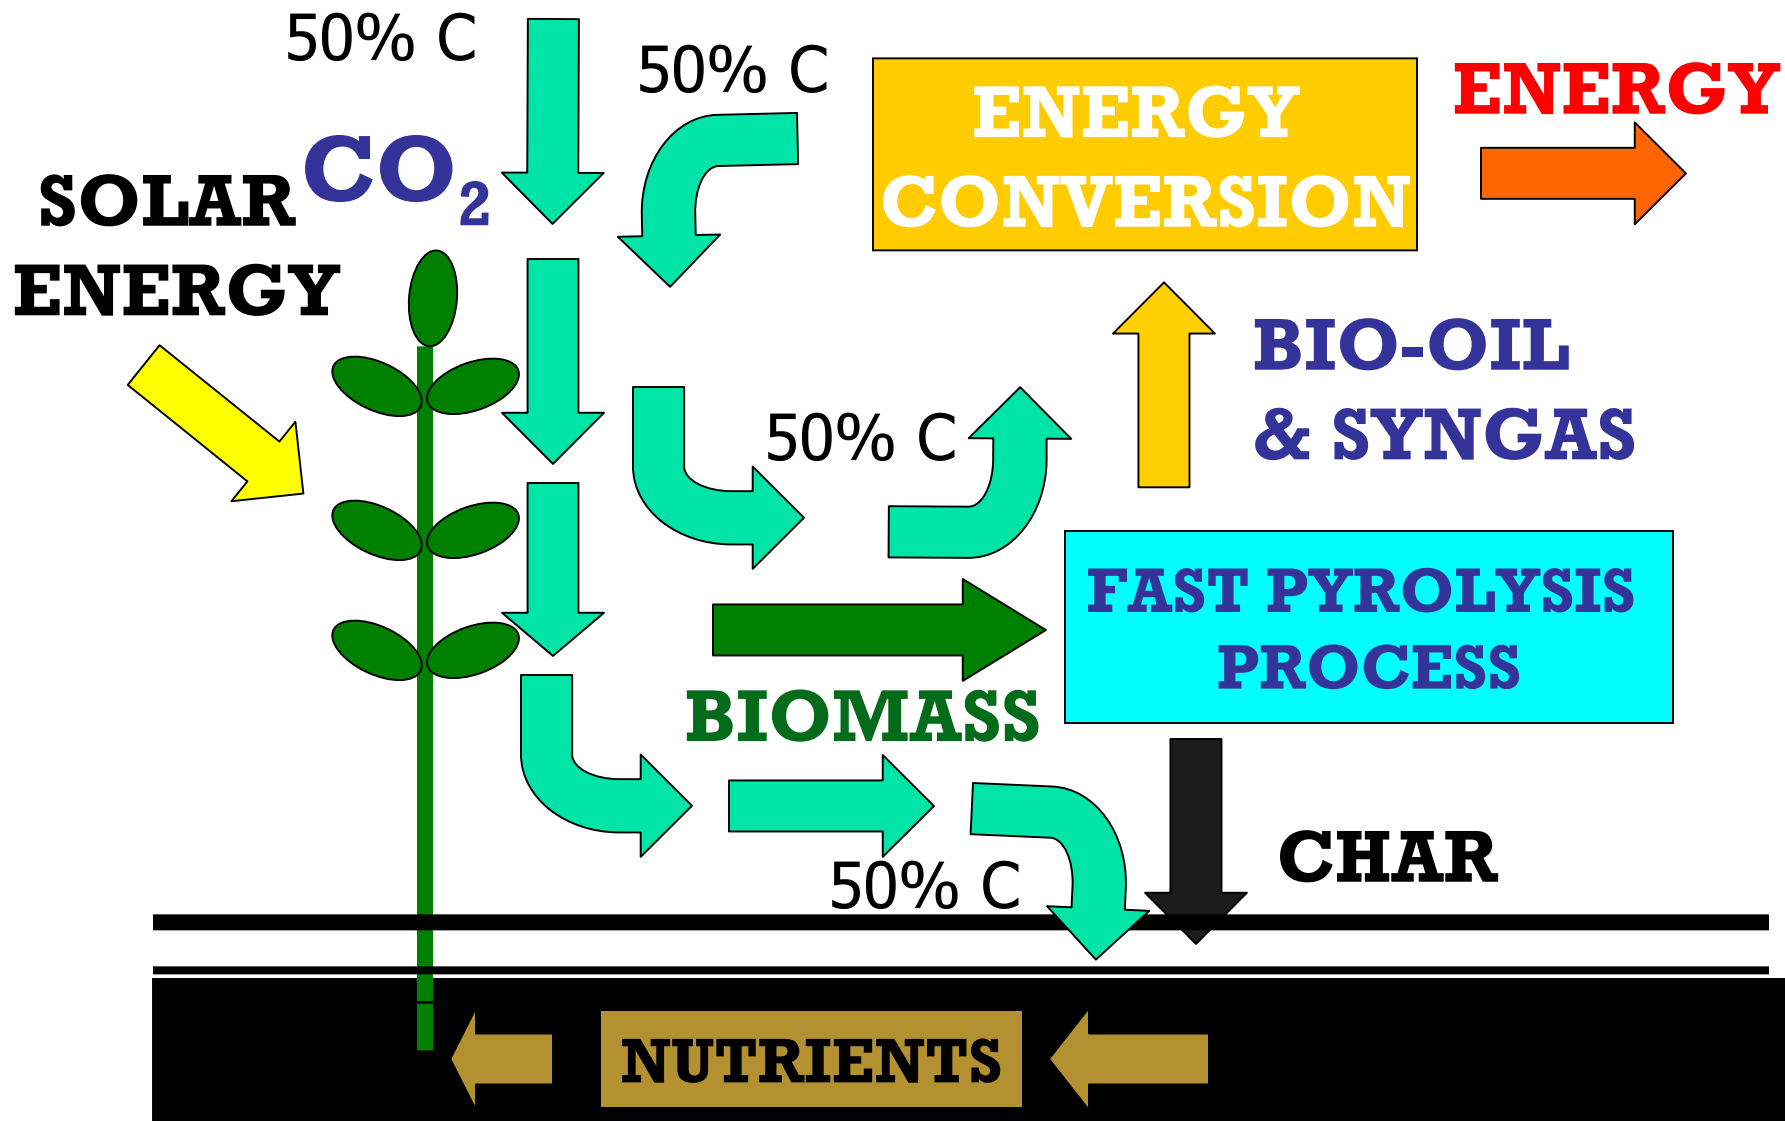 50% C
50% C
ENERGY
CONVERSION
ENERGY
CO₂
SOLAR
ENERGY
BIO-OIL
& SYNGAS
50% C
FAST PYROLYSIS
PROCESS
BIOMASS
CHAR
50% C
NUTRIENTS